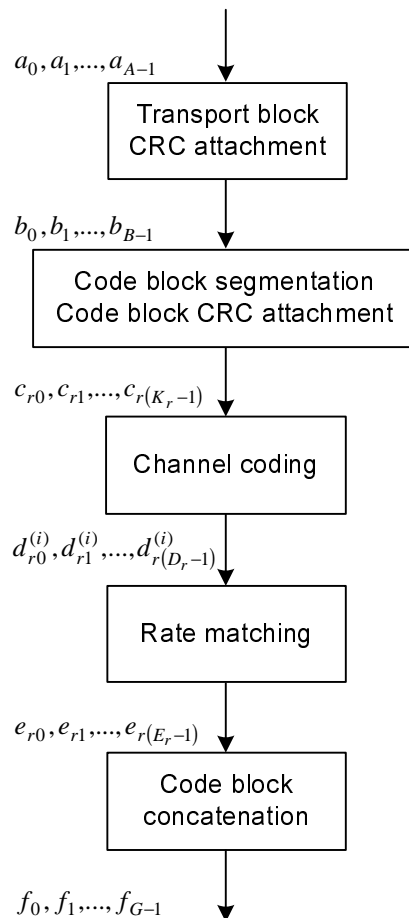 a_0, a_1,..., a_{A-1}
Transport block
CRC attachment
b_0, b_1,..., b_{B-1}
Code block segmentation
Code block CRC attachment
c_{r0}, c_{r1},..., c_{r(K_r-1)}
Channel coding
d_{r0}^{(i)}, d_{r1}^{(i)},..., d_{r(D_r-1)}^{(i)}
Rate matching
e_{r0}, e_{r1},..., e_{r(E_r-1)}
Code block
concatenation
f_0, f_1,..., f_{G-1}